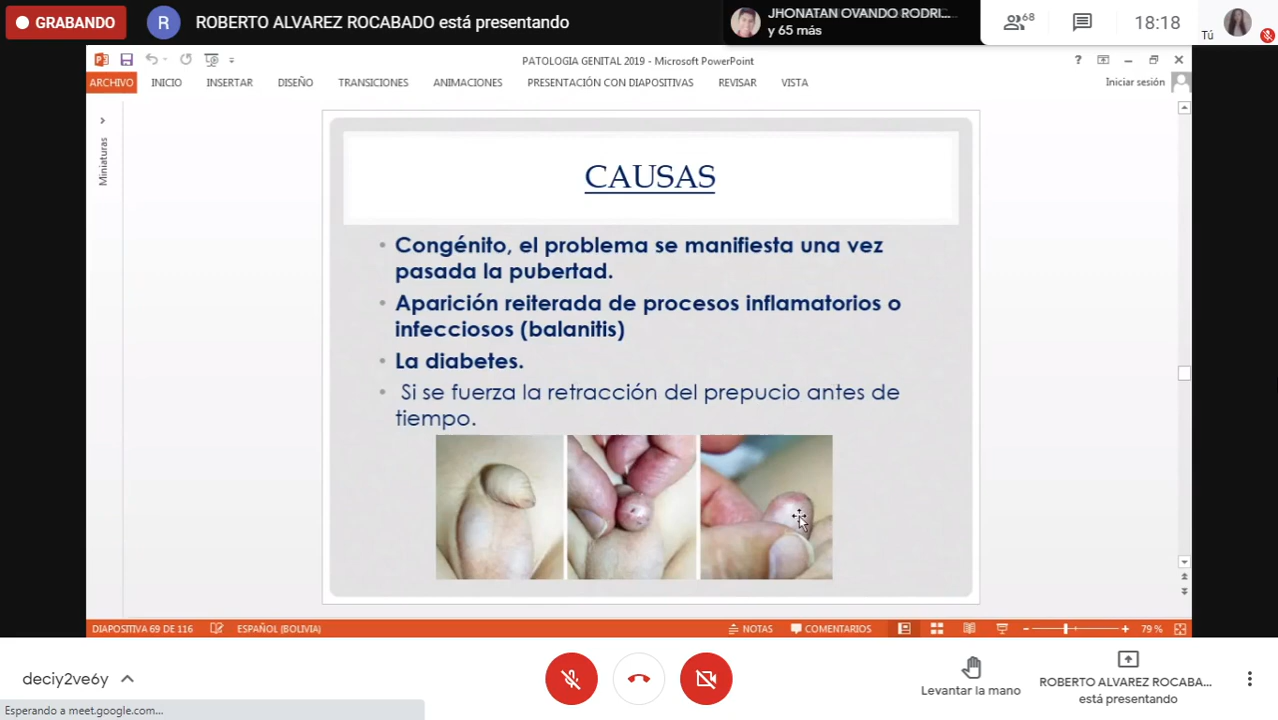 GRABANDO
R
ROBERTO ALVAREZ ROCABADO está presentando
JHONATAN OVANDO RODRI...
y 65 más
68
18:18
Tú
PATOLOGIA GENITAL 2019 - Microsoft PowerPoint
ARCHIVO INICIO INSERTAR DISEÑO TRANSICIONES ANIMACIONES PRESENTACIÓN CON DIAPOSITIVAS REVISAR VISTA
Iniciar sesión
Miniaturas
CAUSAS
• Congénito, el problema se manifiesta una vez
pasada la pubertad.
• Aparición reiterada de procesos inflamatorios o
infecciosos (balanitis)
• La diabetes.
• Si se fuerza la retracción del prepucio antes de
tiempo.
DIAPOSITIVA 69 DE 116 ESPAÑOL (BOLIVIA) NOTAS COMENTARIOS 79 %
deciy2ve6y
Levantar la mano
ROBERTO ALVAREZ ROCABA...
está presentando
Esperando a meet.google.com...